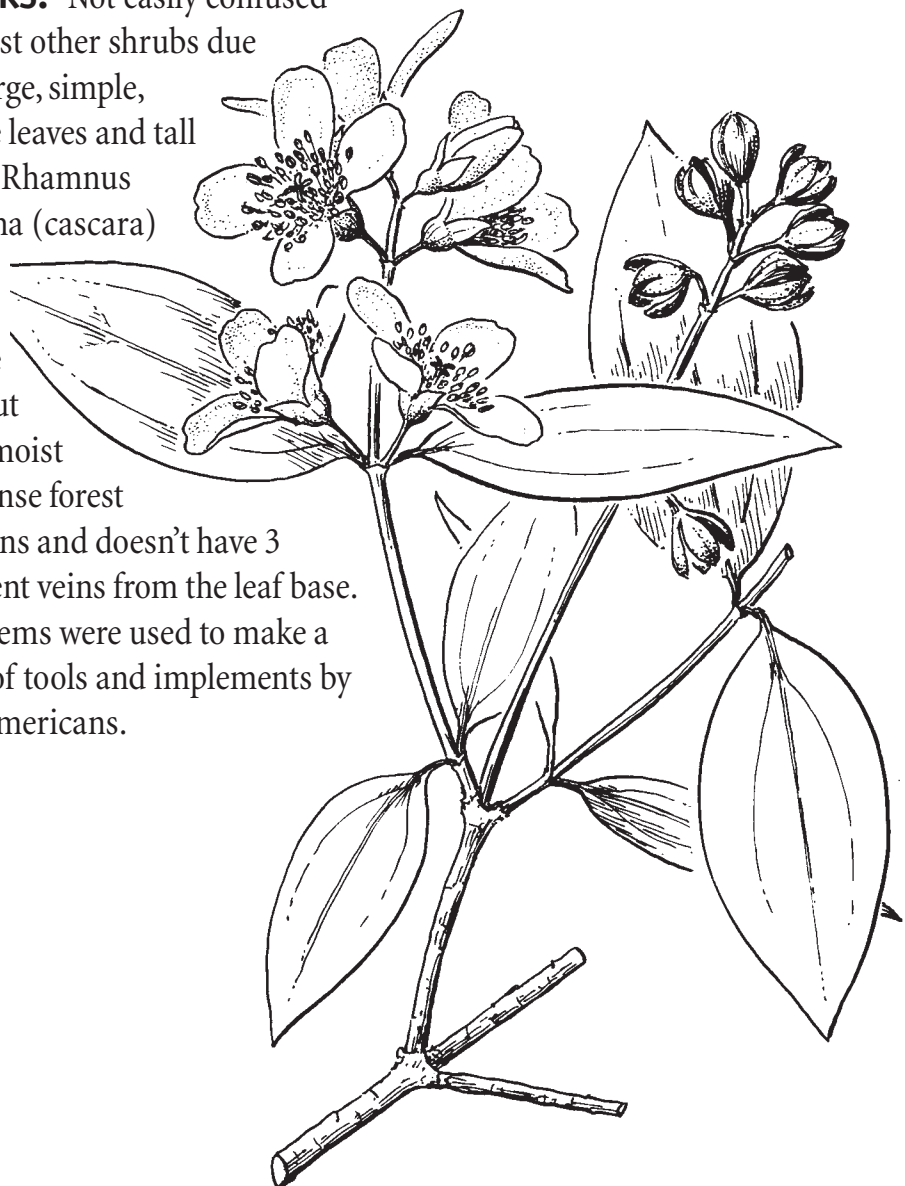 KS: Not easily confused
st other shrubs due
rge, simple,
leaves and tall
Rhamnus
na (cascara)
ut
moist
nse forest
ns and doesn’t have 3
ent veins from the leaf base.
ems were used to make a
of tools and implements by
mericans.